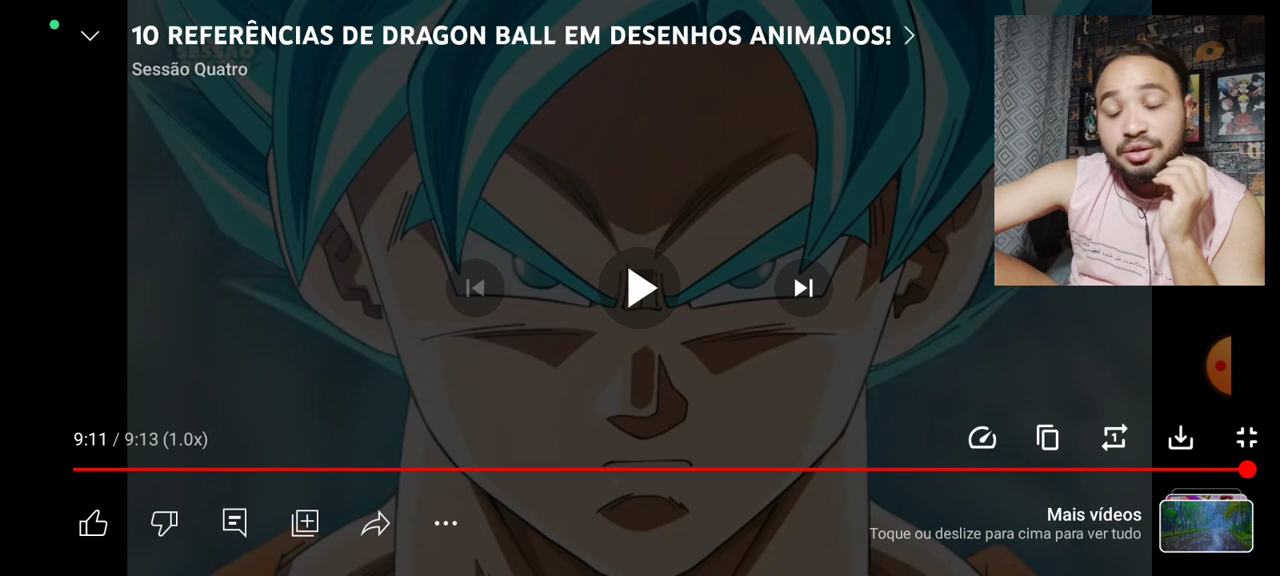 10 REFERÊNCIAS DE DRAGON BALL EM DESENHOS ANIMADOS!
Sessão Quatro
9:11 / 9:13 (1.0x)
1
Mais vídeos
Toque ou deslize para cima para ver tudo